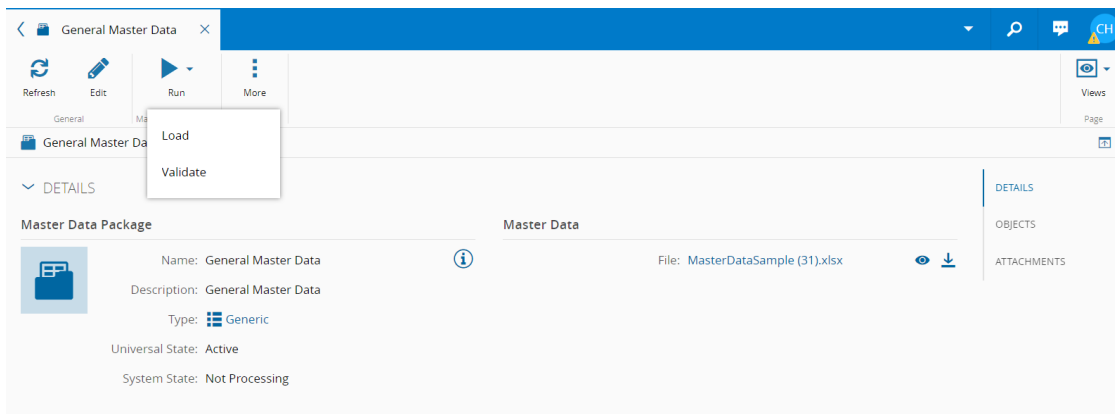 General Master Data
CH
Refresh
Edit
Run
More
Views
General
Ma
Page
General Master Da
Load
Validate
DETAILS
Master Data Package
Master Data
DETAILS
OBJECTS
ATTACHMENTS
Name: General Master Data
File: MasterDataSample (31).xlsx
Description: General Master Data
Type: Generic
Universal State: Active
System State: Not Processing